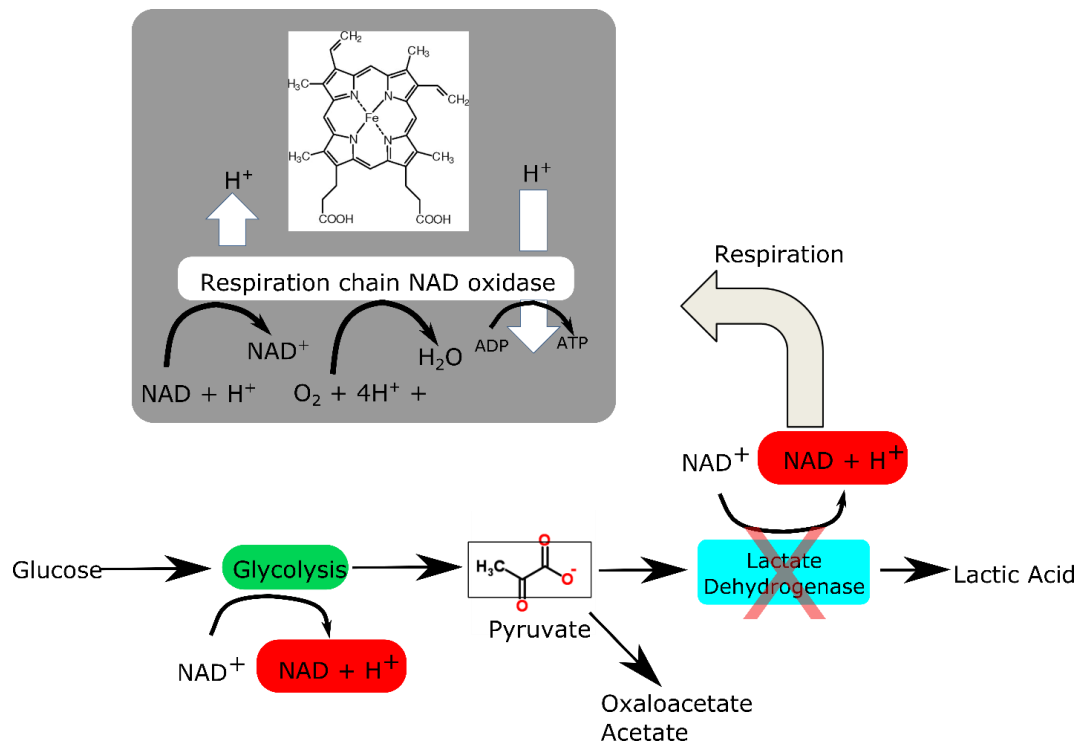 CH₂
CH₃
H₃C
CH₂
N
N
Fe
N
N
H₃C
CH₃
COOH
COOH
H⁺
H⁺
Respiration chain NAD oxidase
NAD⁺
H₂O
ADP
ATP
NAD + H⁺
O₂ + 4H⁺ +
Respiration
NAD⁺
NAD + H⁺
Glucose
Glycolysis
H₃C
O
O⁻
O
Pyruvate
Lactate
Dehydrogenase
Lactic Acid
NAD⁺
NAD + H⁺
Oxaloacetate
Acetate